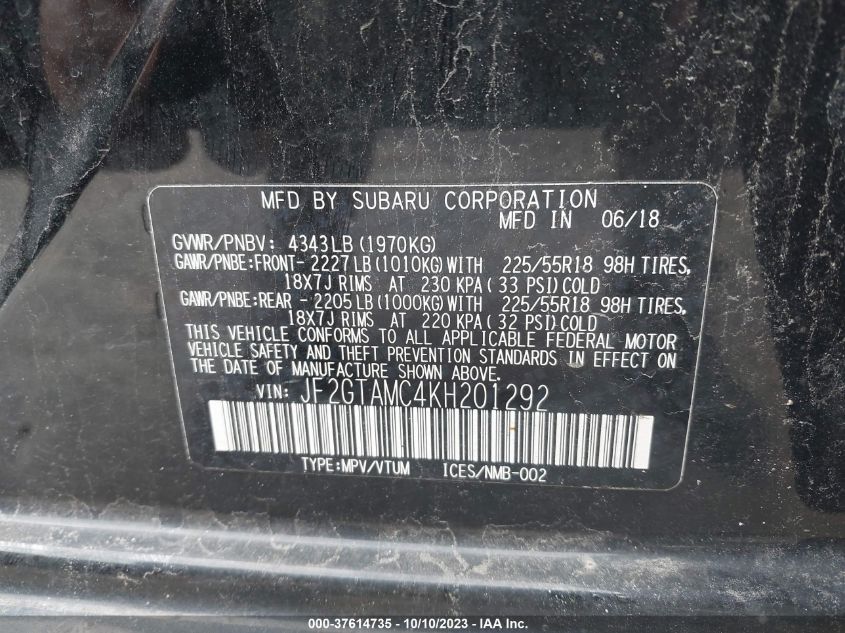 MFD BY SUBARU CORPORATION
MFD IN 06/18
GVWR/PNBV: 4343LB(1970KG)
GAWR/PNBE:FRONT- 2227LB(1010KG)WITH 225/55R18 98H TIRES,
18X7J RIMS AT 230 KPA(33 PSI)COLD
GAWR/PNBE:REAR - 2205LB(1000KG)WITH 225/55R18 98H TIRES,
18X7J RIMS AT 220 KPA(32 PSI)COLD
THIS VEHICLE CONFORMS TO ALL APPLICABLE FEDERAL MOTOR
VEHICLE SAFETY AND THEFT PREVENTION STANDARDS IN EFFECT ON
THE DATE OF MANUFACTURE SHOWN ABOVE.
VIN: JF2GTAMC4KH201292
TYPE:MPV/VTUM ICES/NMB-002
000-37614735 - 10/10/2023 - IAA Inc.